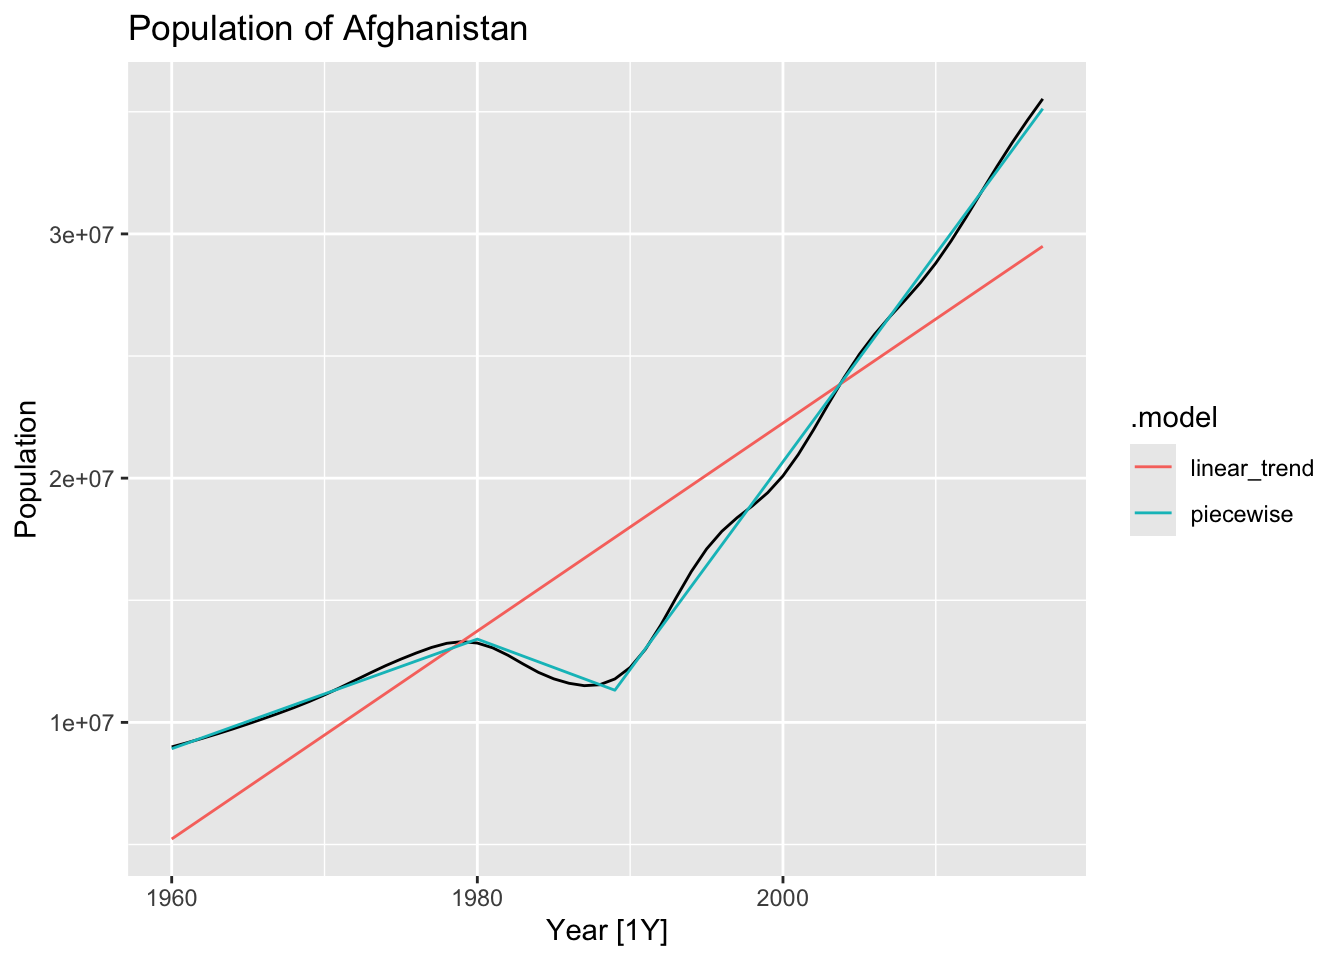 Population of Afghanistan
Population
3e+07
2e+07
1e+07
1960
1980
2000
Year [1Y]
.model
linear_trend
piecewise